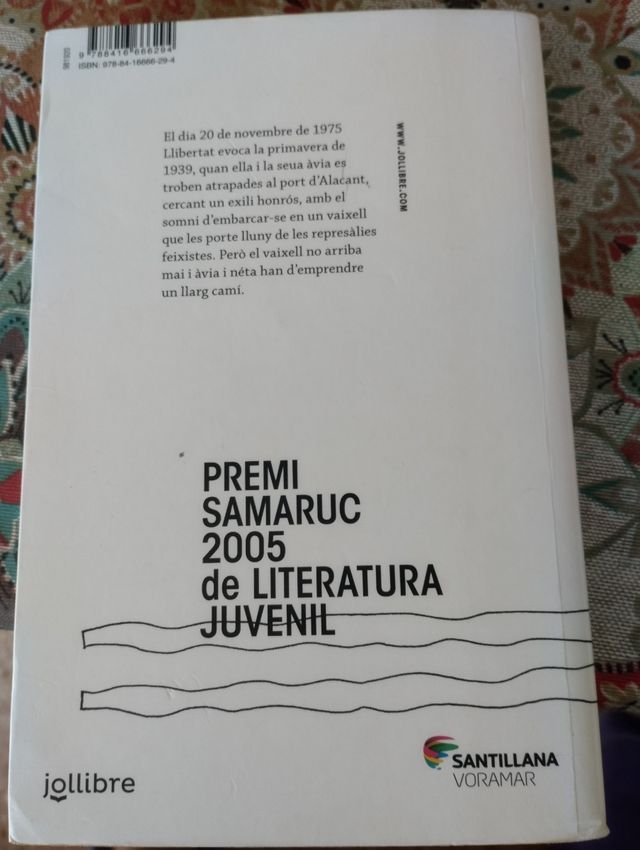 9 788416 666294
ISBN: 978-84-16666-29-4
El dia 20 de novembre de 1975
Llibertat evoca la primavera de
1939, quan ella i la seua àvia es
troben atrapades al port d'Alacant,
cercant un exili honrós, amb el
somni d'embarcar-se en un vaixell
que les porte lluny de les represàlies
feixistes. Però el vaixell no arriba
mai i àvia i néta han d'emprendre
un llarg camí.
WWW.JOLLIBRE.COM
PREMI
SAMARUC
2005
de LITERATURA
JUVENIL
jollibre
SANTILLANA
VORAMAR